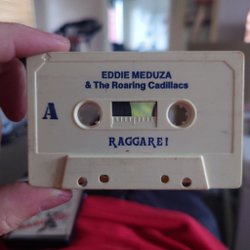 EDDIE MEDUZA
& The Roaring Cadillacs
A
RAGGARE!